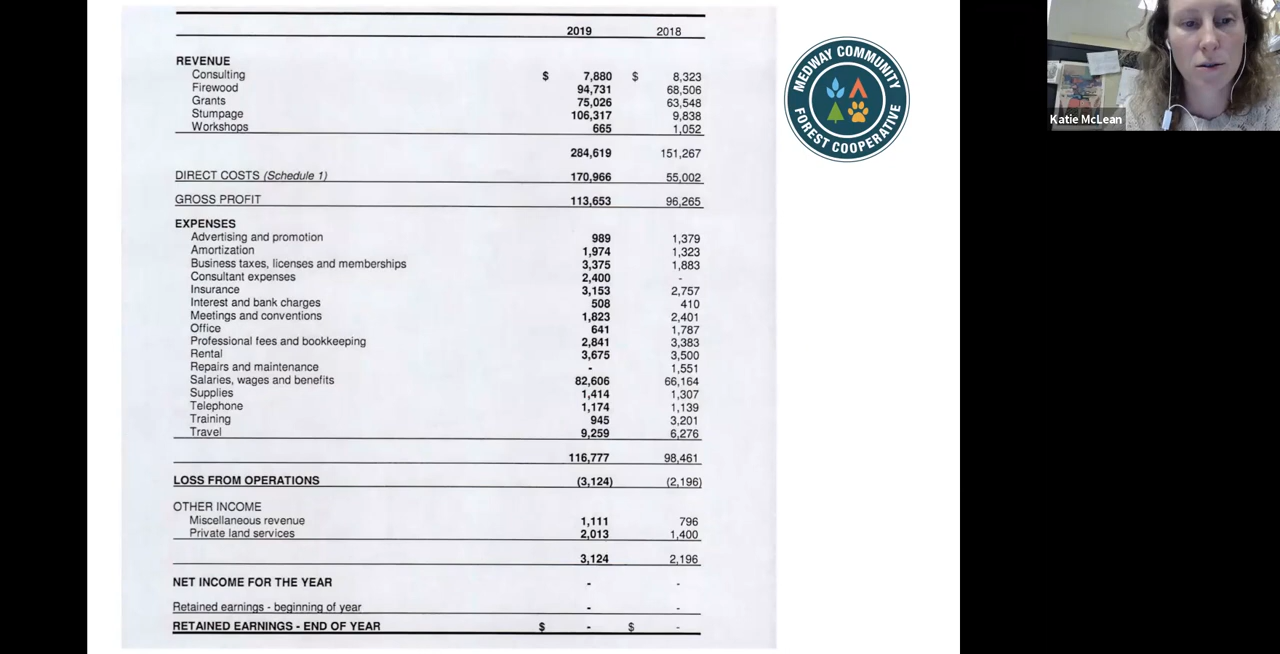 2019 2018
REVENUE
Consulting $ 7,880 $ 8,323
Firewood 94,731 68,506
Grants 75,026 63,548
Stumpage 106,317 9,838
Workshops 665 1,052
284,619 151,267
DIRECT COSTS (Schedule 1) 170,966 55,002
GROSS PROFIT 113,653 96,265
EXPENSES
Advertising and promotion 989 1,379
Amortization 1,974 1,323
Business taxes, licenses and memberships 3,375 1,883
Consultant expenses 2,400 -
Insurance 3,153 2,757
Interest and bank charges 508 410
Meetings and conventions 1,823 2,401
Office 641 1,787
Professional fees and bookkeeping 2,841 3,383
Rental 3,675 3,500
Repairs and maintenance - 1,551
Salaries, wages and benefits 82,606 66,164
Supplies 1,414 1,307
Telephone 1,174 1,139
Training 945 3,201
Travel 9,259 6,276
116,777 98,461
LOSS FROM OPERATIONS (3,124) (2,196)
OTHER INCOME
Miscellaneous revenue 1,111 796
Private land services 2,013 1,400
3,124 2,196
NET INCOME FOR THE YEAR - -
Retained earnings - beginning of year - -
RETAINED EARNINGS - END OF YEAR $ - $ -
MEDWAY COMMUNITY
FOREST COOPERATIVE
Katie McLean